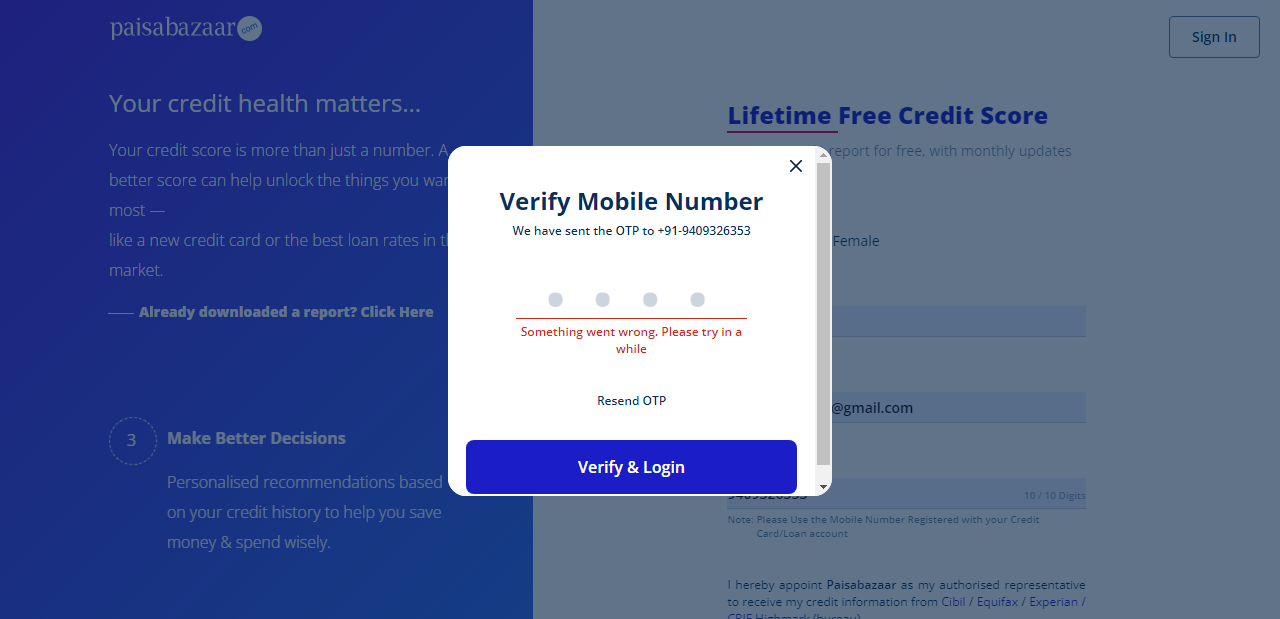 paisabazaar.com
Sign In
Your credit health matters...
Your credit score is more than just a number. A
better score can help unlock the things you
most —
like a new credit card or the best loan rates in
market.
Already downloaded a report? Click Here
3
Make Better Decisions
Personalised recommendations based
on your credit history to help you save
money & spend wisely.
Lifetime Free Credit Score
report for free, with monthly updates
Female
@gmail.com
9409326353
10 / 10 Digits
Note: Please Use the Mobile Number Registered with your Credit
Card/Loan account
I hereby appoint Paisabazaar as my authorised representative
to receive my credit information from Cibil / Equifax / Experian /
CRIF Highmark (bureau).
Verify Mobile Number
We have sent the OTP to +91-9409326353
Something went wrong. Please try in a
while
Resend OTP
Verify & Login